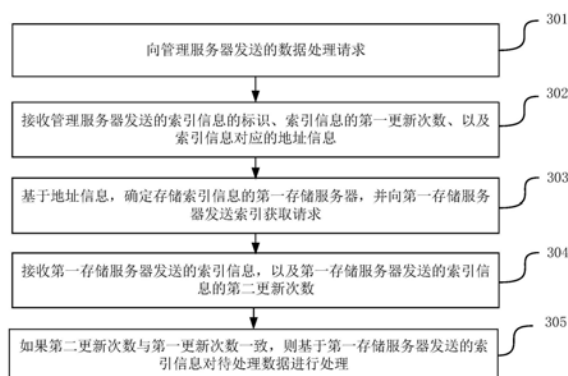 301
向管理服务器发送的数据处理请求
302
接收管理服务器发送的索引信息的标识、索引信息的第一更新次数、以及
索引信息对应的地址信息
303
基于地址信息，确定存储索引信息的第一存储服务器，并向第一存储服务
器发送索引获取请求
304
接收第一存储服务器发送的索引信息，以及第一存储服务器发送的索引信
息的第二更新次数
305
如果第二更新次数与第一更新次数一致，则基于第一存储服务器发送的索
引信息对待处理数据进行处理